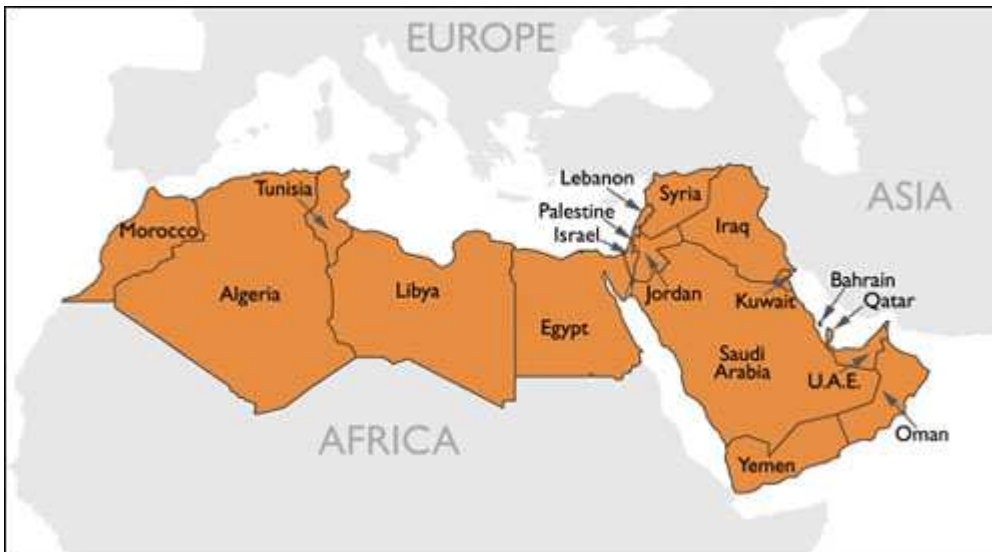 EUROPE
ASIA
AFRICA
Morocco
Algeria
Tunisia
Libya
Egypt
Lebanon
Palestine
Israel
Syria
Iraq
Jordan
Kuwait
Bahrain
Qatar
Saudi
Arabia
U.A.E.
Oman
Yemen